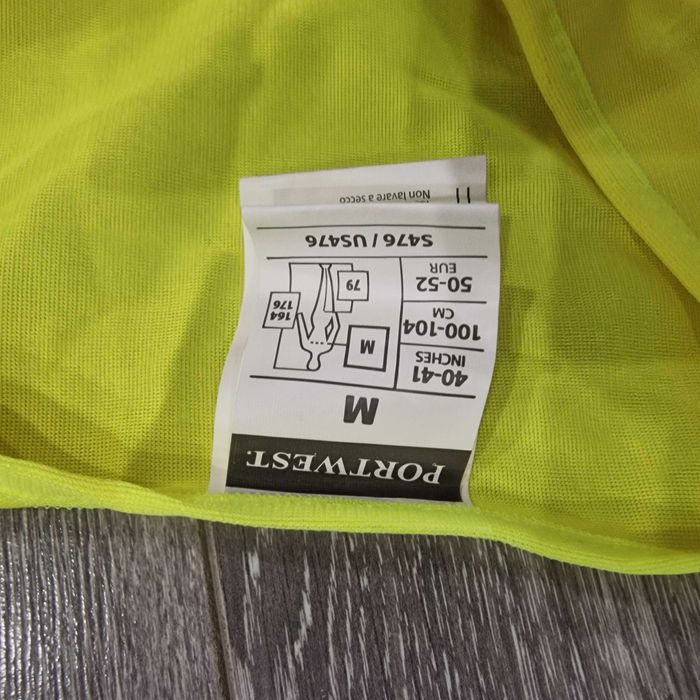 PORTWEST.
M
40-41
INCHES
100-104
CM
50-52
EUR
M
164
176
79
S476 / US476
Non lavare a secco